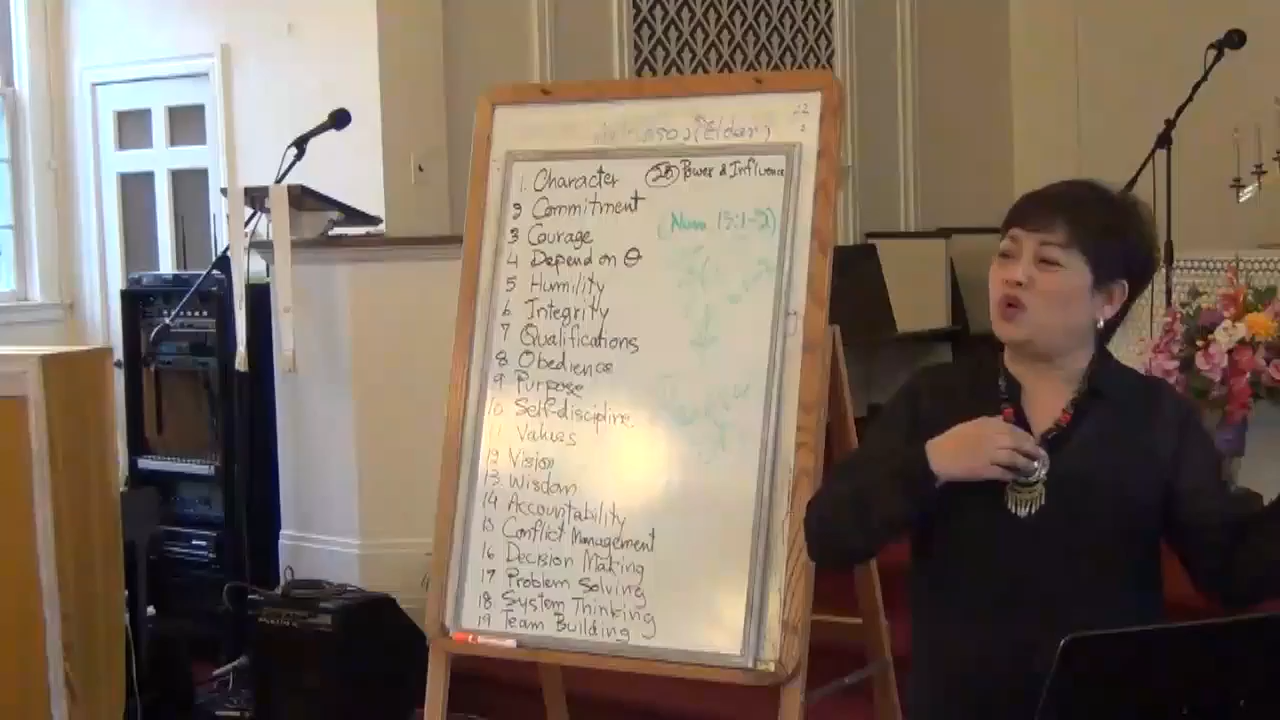 (Elder)
1. Character
20 Power & Influence
2 Commitment
(Num 13:1-2)
3 Courage
4 Depend on Θ
5 Humility
6 Integrity
7 Qualifications
8 Obedience
9 Purpose
10 Self-discipline
11 Values
12 Vision
13. Wisdom
14 Accountability
15 Conflict Management
16 Decision Making
17 Problem Solving
18 System Thinking
19 Team Building